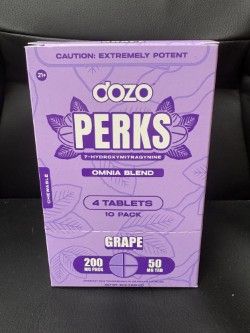 CAUTION: EXTREMELY POTENT
21+
DOZO
PERKS
7-HYDROXYMITRAGYNINE
OMNIA BLEND
CHEWABLE
4 TABLETS
10 PACK
GRAPE
200 MG PACK
50 MG TAB